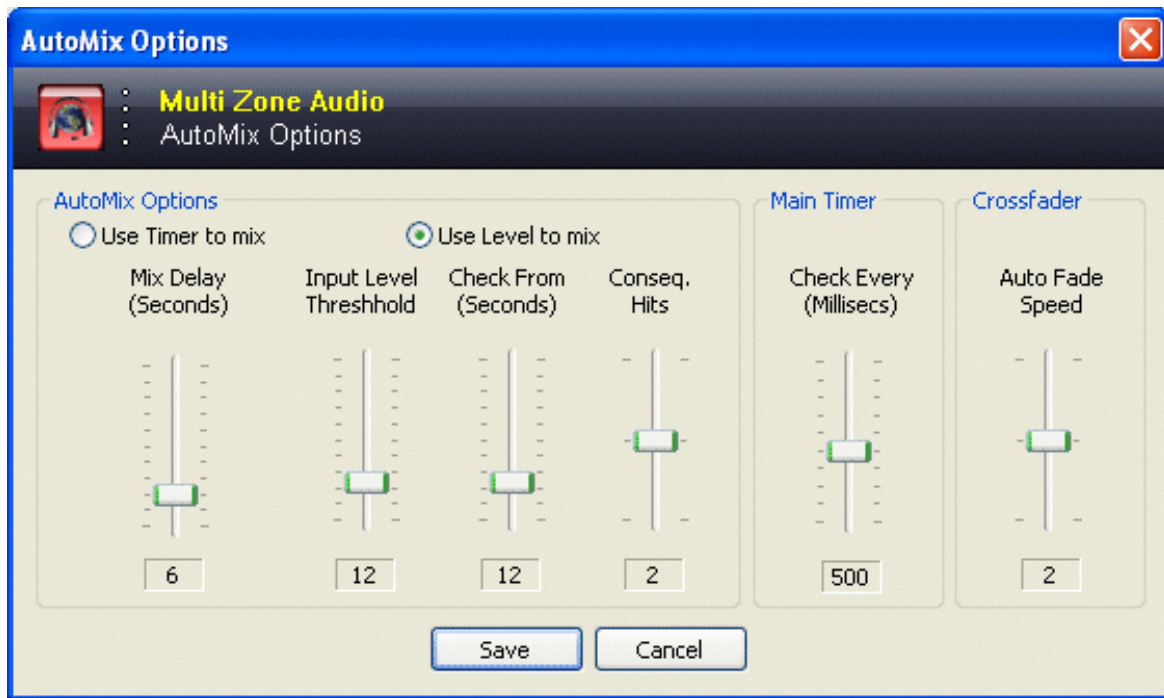 AutoMix Options
Multi Zone Audio
AutoMix Options
AutoMix Options
Main Timer
Crossfader
Use Timer to mix
Use Level to mix
Mix Delay
(Seconds)
Input Level
Threshhold
Check From
(Seconds)
Conseq.
Hits
Check Every
(Millisecs)
Auto Fade
Speed
6
12
12
2
500
2
Save
Cancel